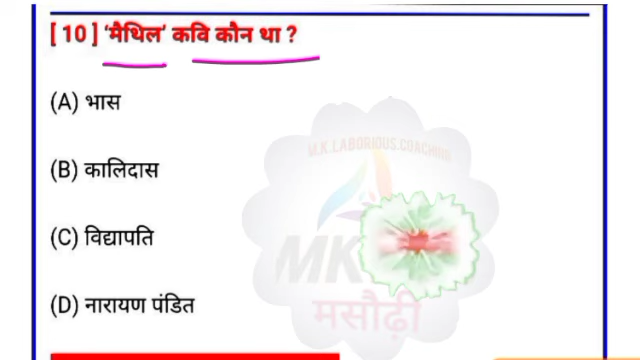 [ 10 ] ‘मैथिल’ कवि कौन था ?
(A) भास
M.K.LABORIOUS COACHING
(B) कालिदास
(C) विद्यापति
MK
(D) नारायण पंडित
मसौढ़ी